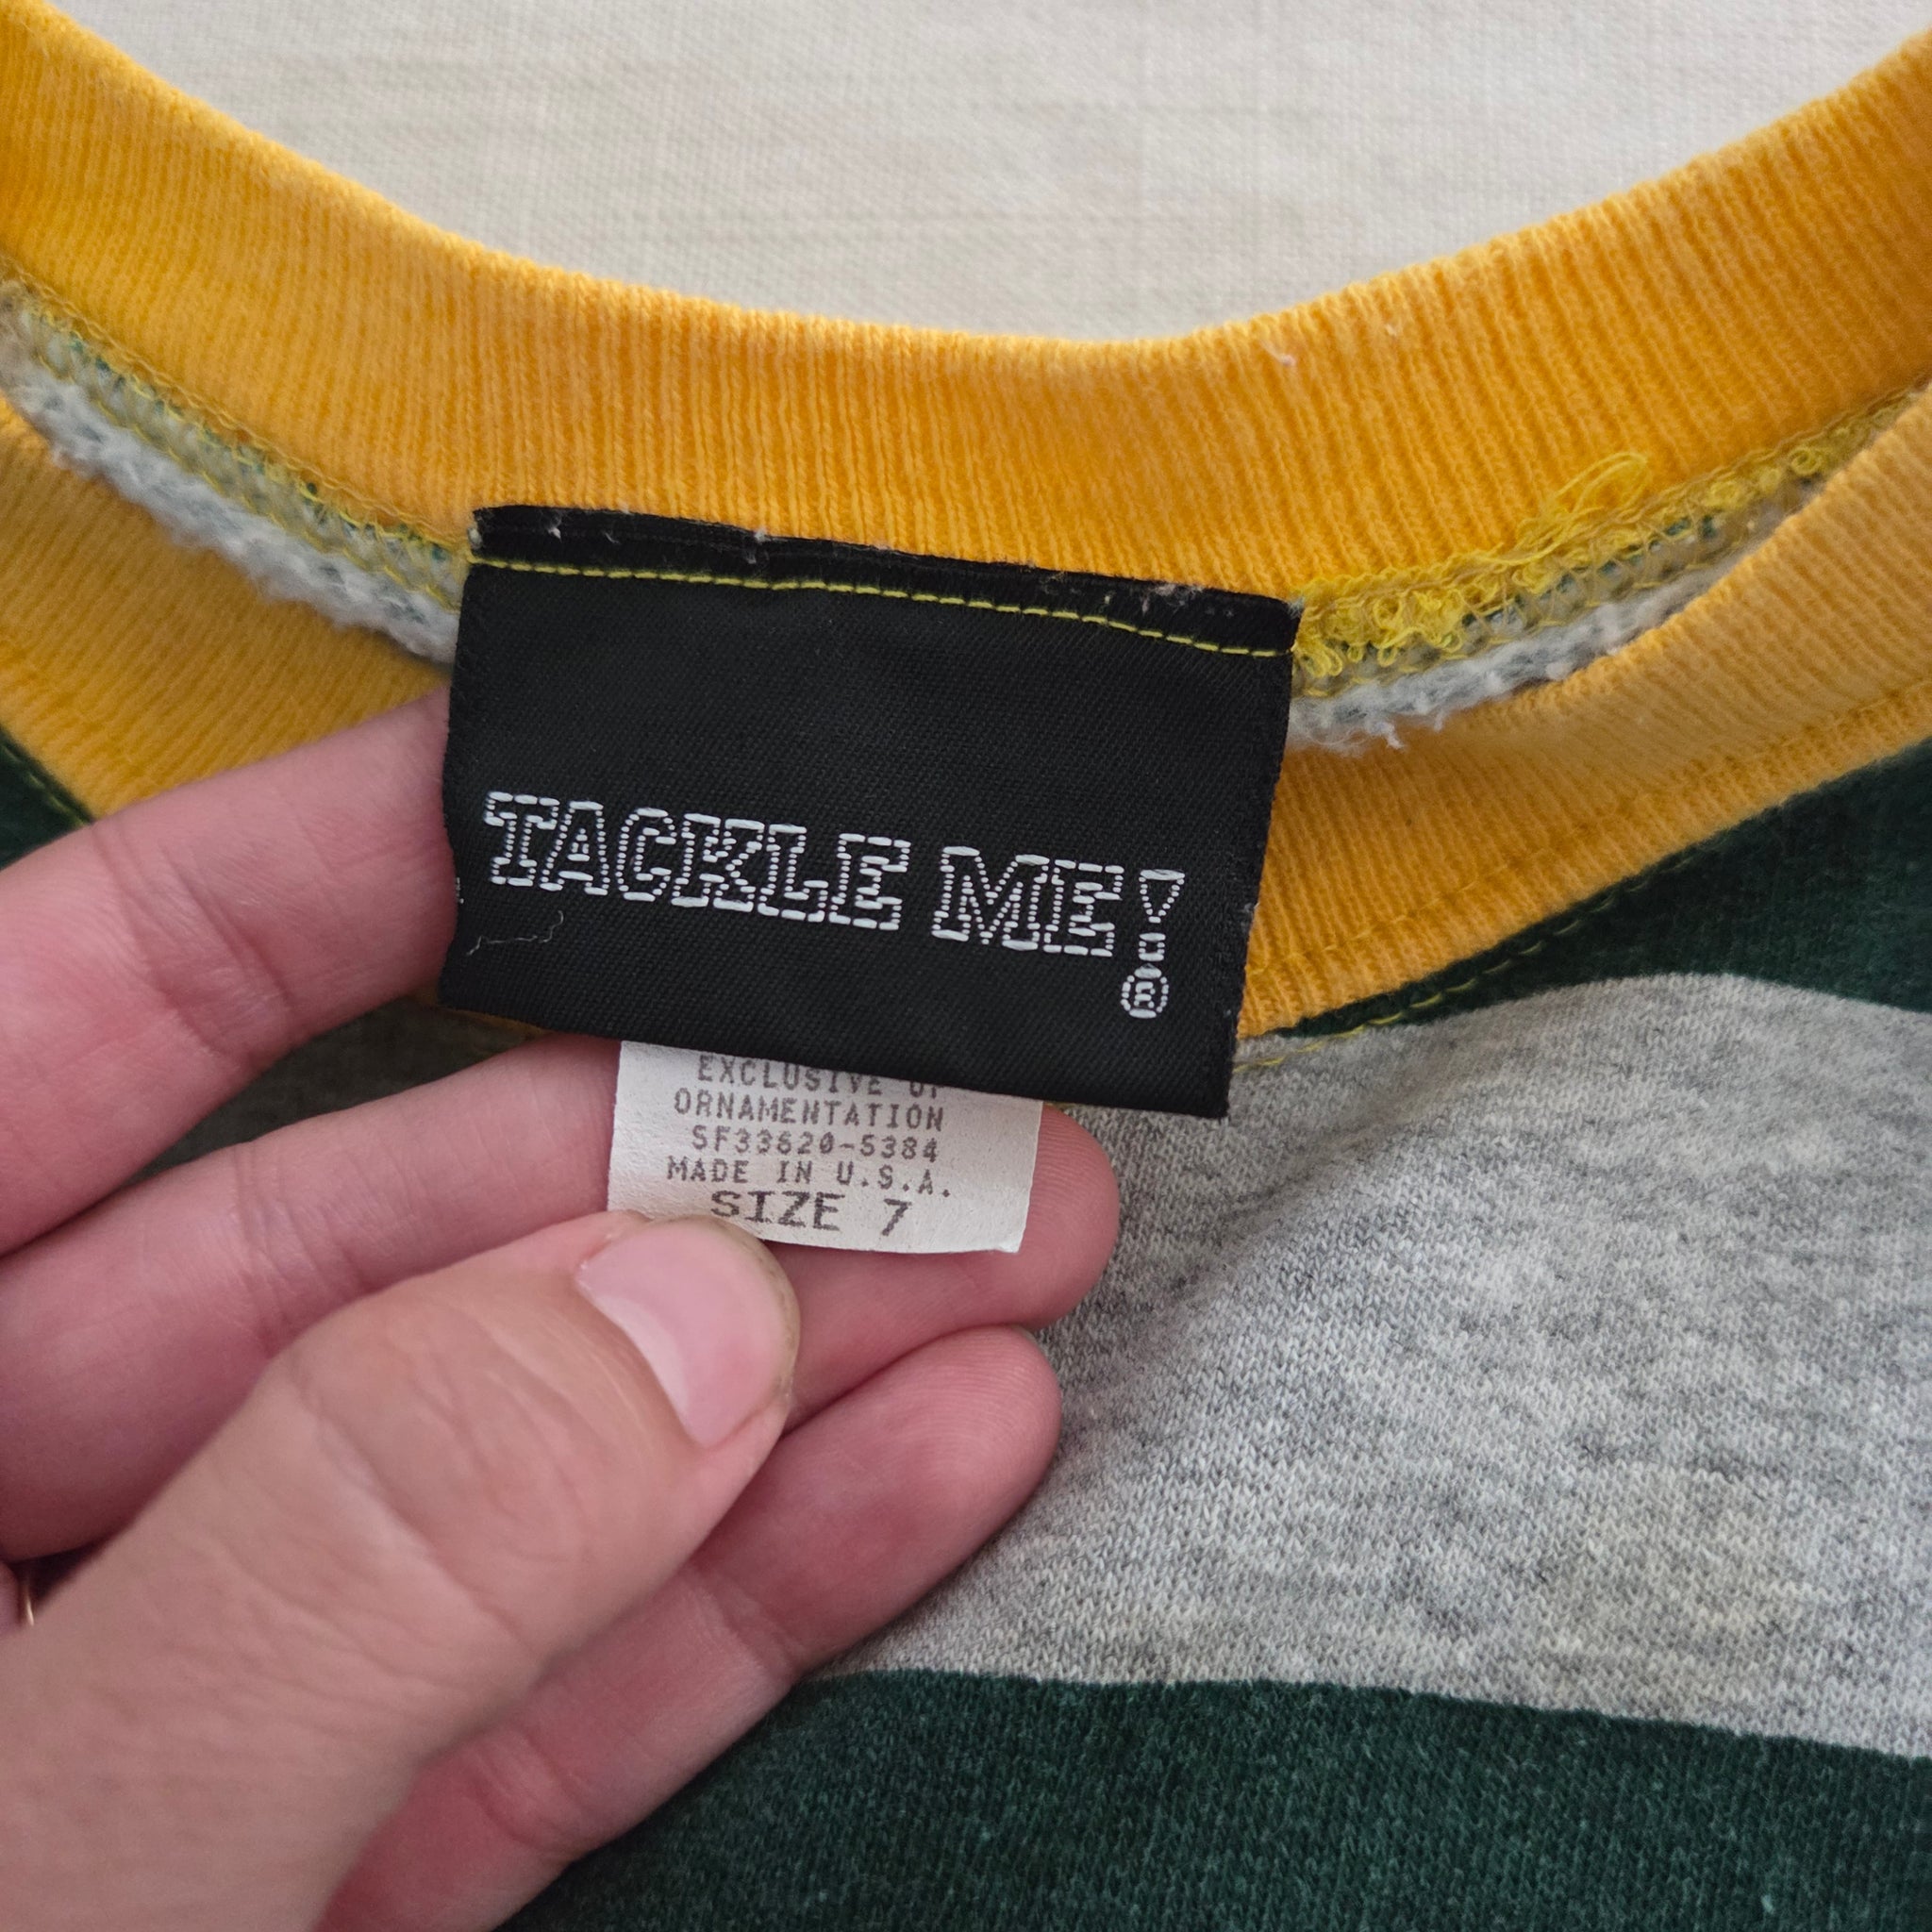 TACKLE ME!
®
EXCLUSIVE OF
ORNAMENTATION
SF33620-5384
MADE IN U.S.A.
SIZE 7